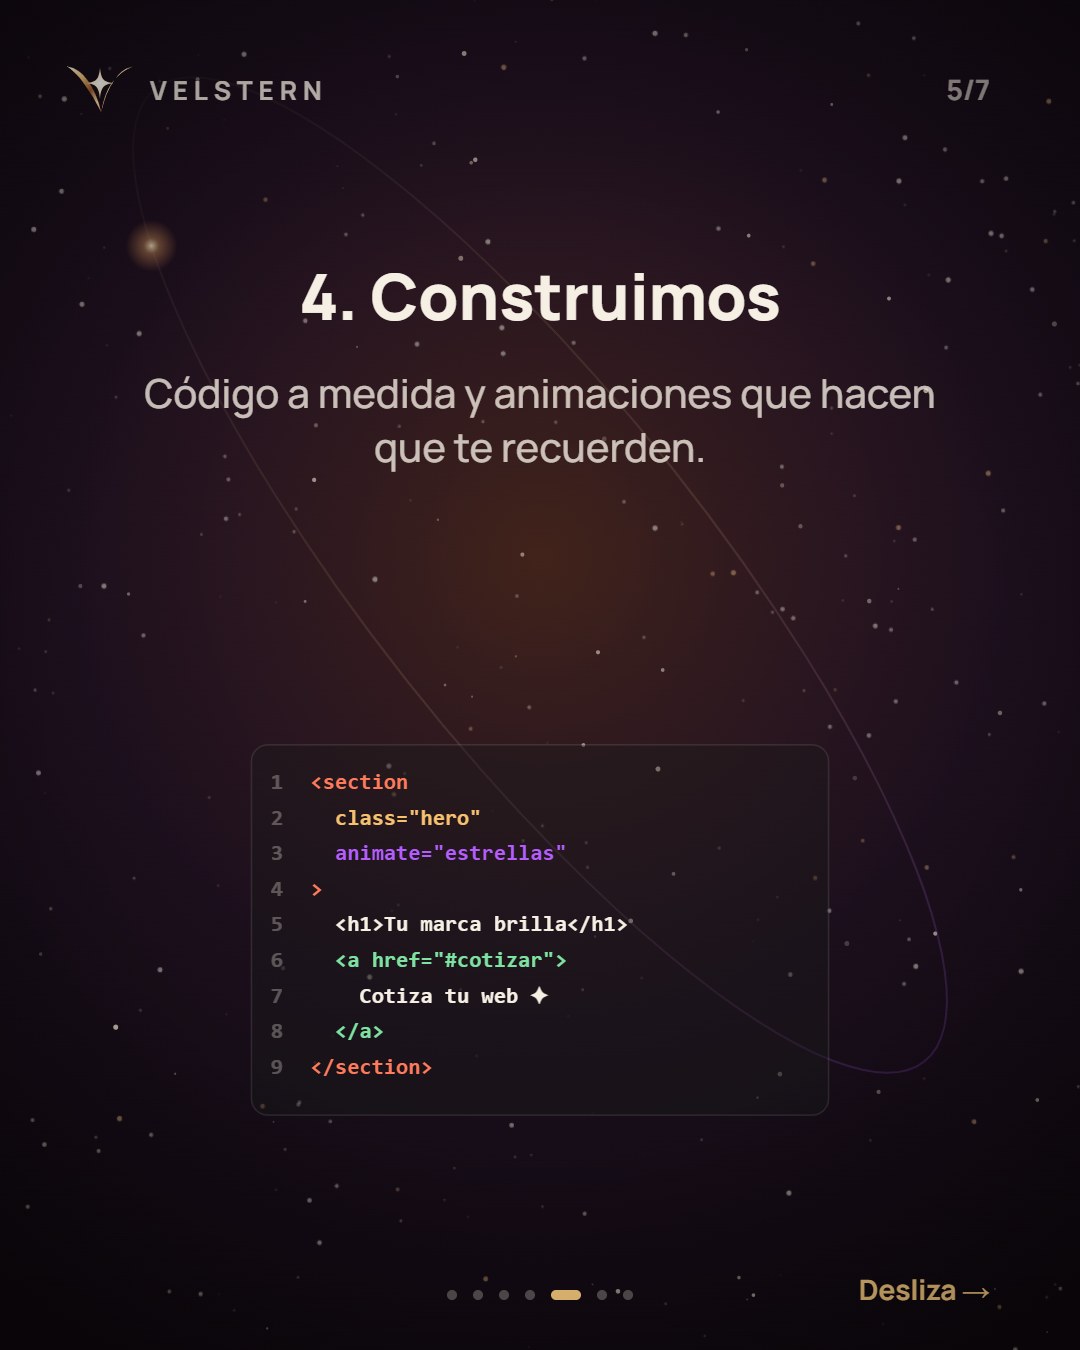 VELSTERN
5/7
4. Construimos
Código a medida y animaciones que hacen
que te recuerden.
1 <section
2 class="hero"
3 animate="estrellas"
4 >
5 <h1>Tu marca brilla</h1>
6 <a href="#cotizar">
7 Cotiza tu web ✦
8 </a>
9 </section>
Desliza →